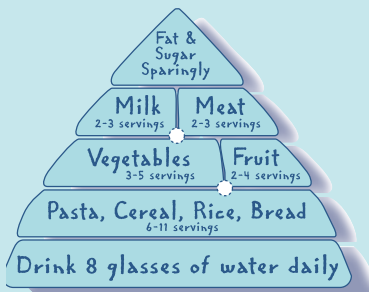 Fat &
Sugar
Sparingly
Milk Meat
2-3 servings 2-3 servings
Vegetables Fruit
3-5 servings 2-4 servings
Pasta, Cereal, Rice, Bread
6-11 servings
Drink 8 glasses of water daily